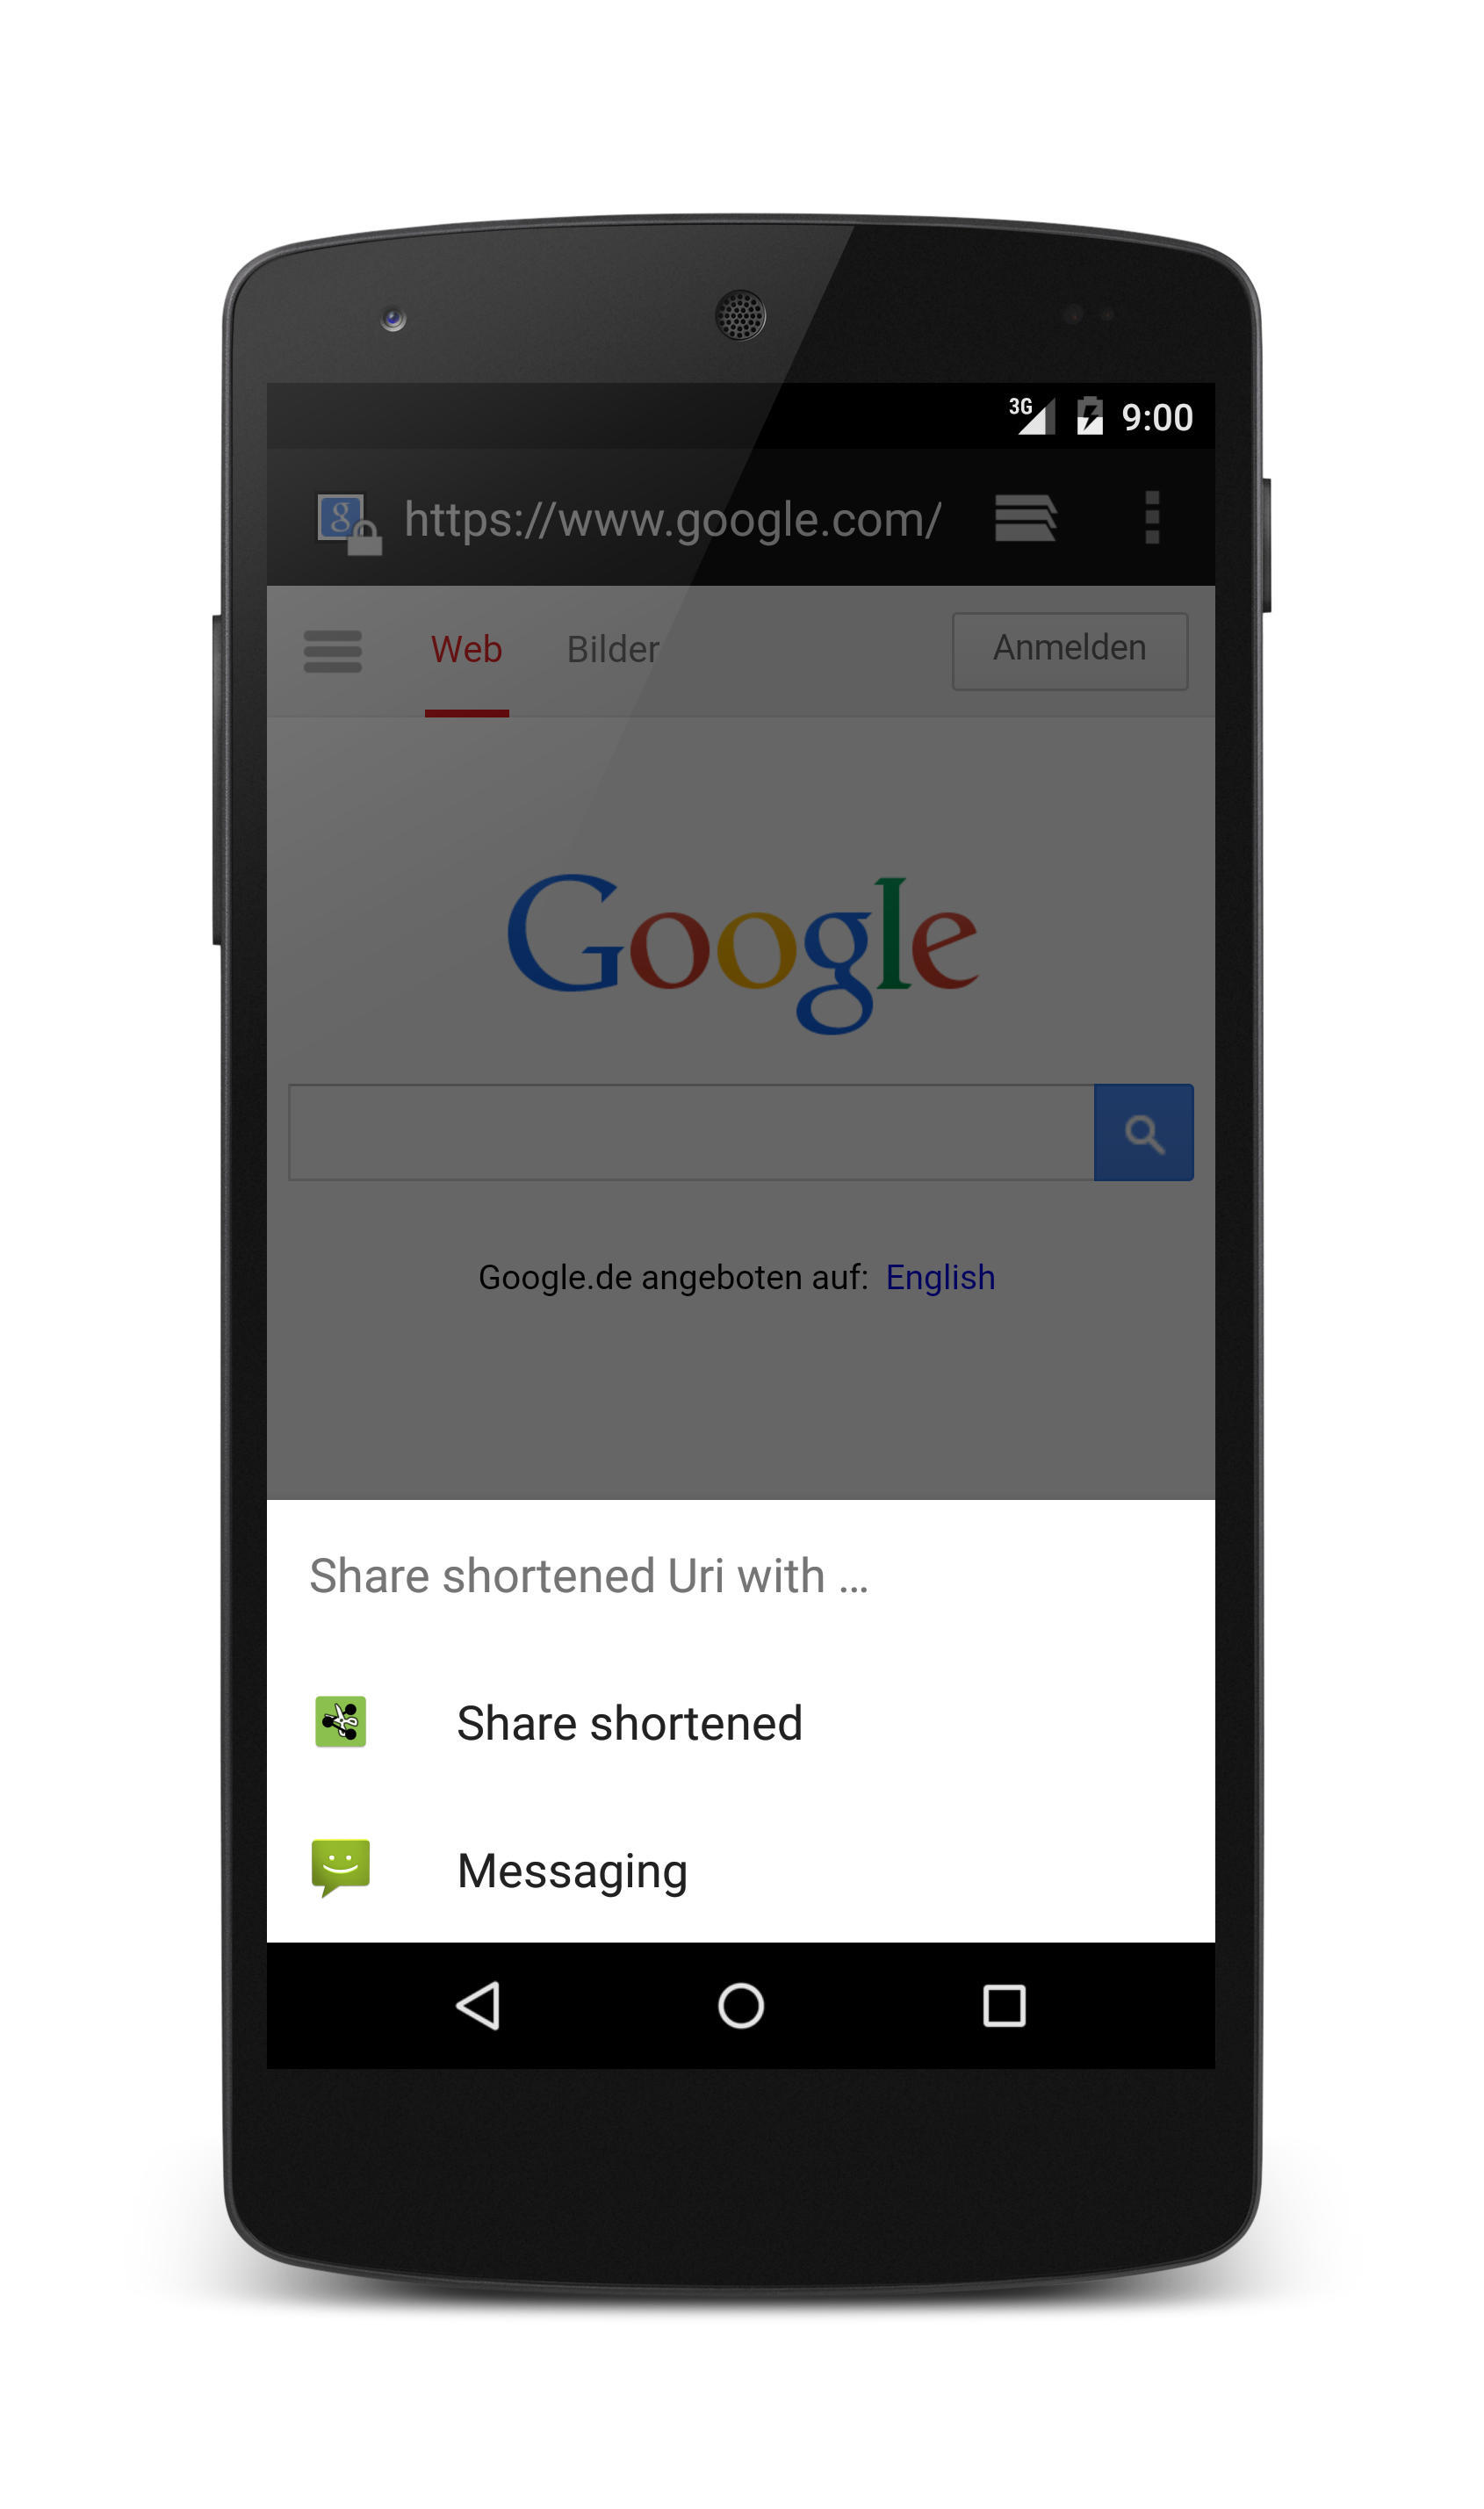 3G 9:00
g https://www.google.com/
Web Bilder Anmelden
Google
Google.de angeboten auf: English
Share shortened Uri with ...
Share shortened
Messaging